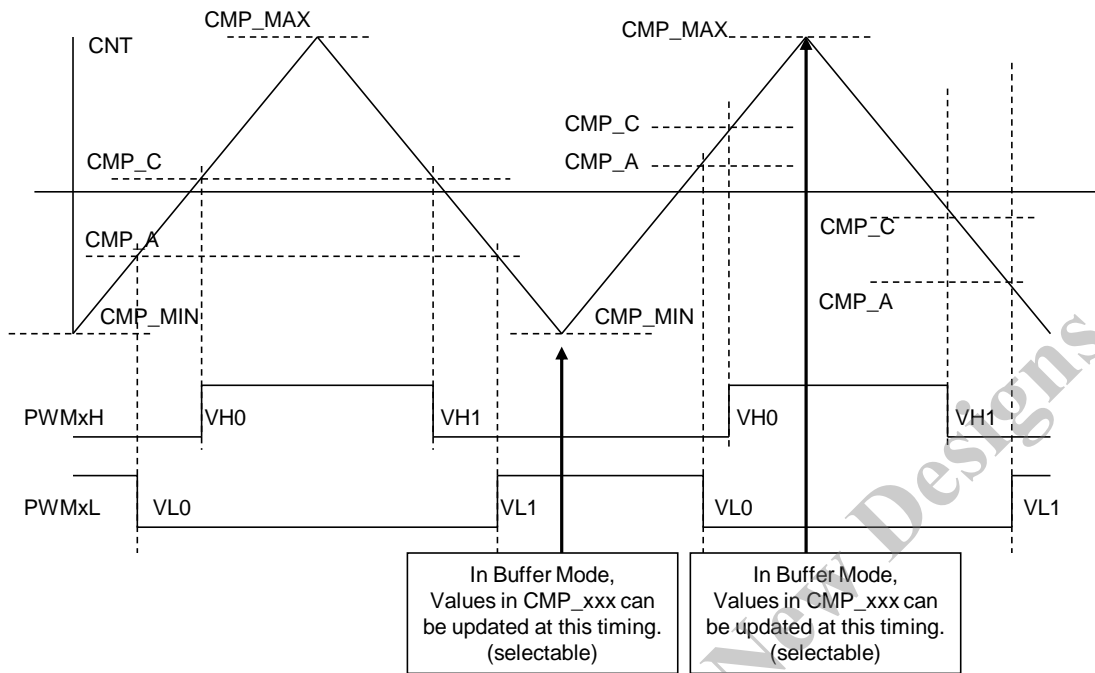 CMP_MAX
CNT
CMP_MAX
CMP_C
CMP_A
CMP_C
CMP_A
CMP_C
CMP_A
CMP_MIN
CMP_MIN
PWMxH
VH0
VH1
VH0
VH1
PWMxL
VL0
VL1
VL0
VL1
In Buffer Mode,
Values in CMP_xxx can
be updated at this timing.
(selectable)
In Buffer Mode,
Values in CMP_xxx can
be updated at this timing.
(selectable)
New Designs